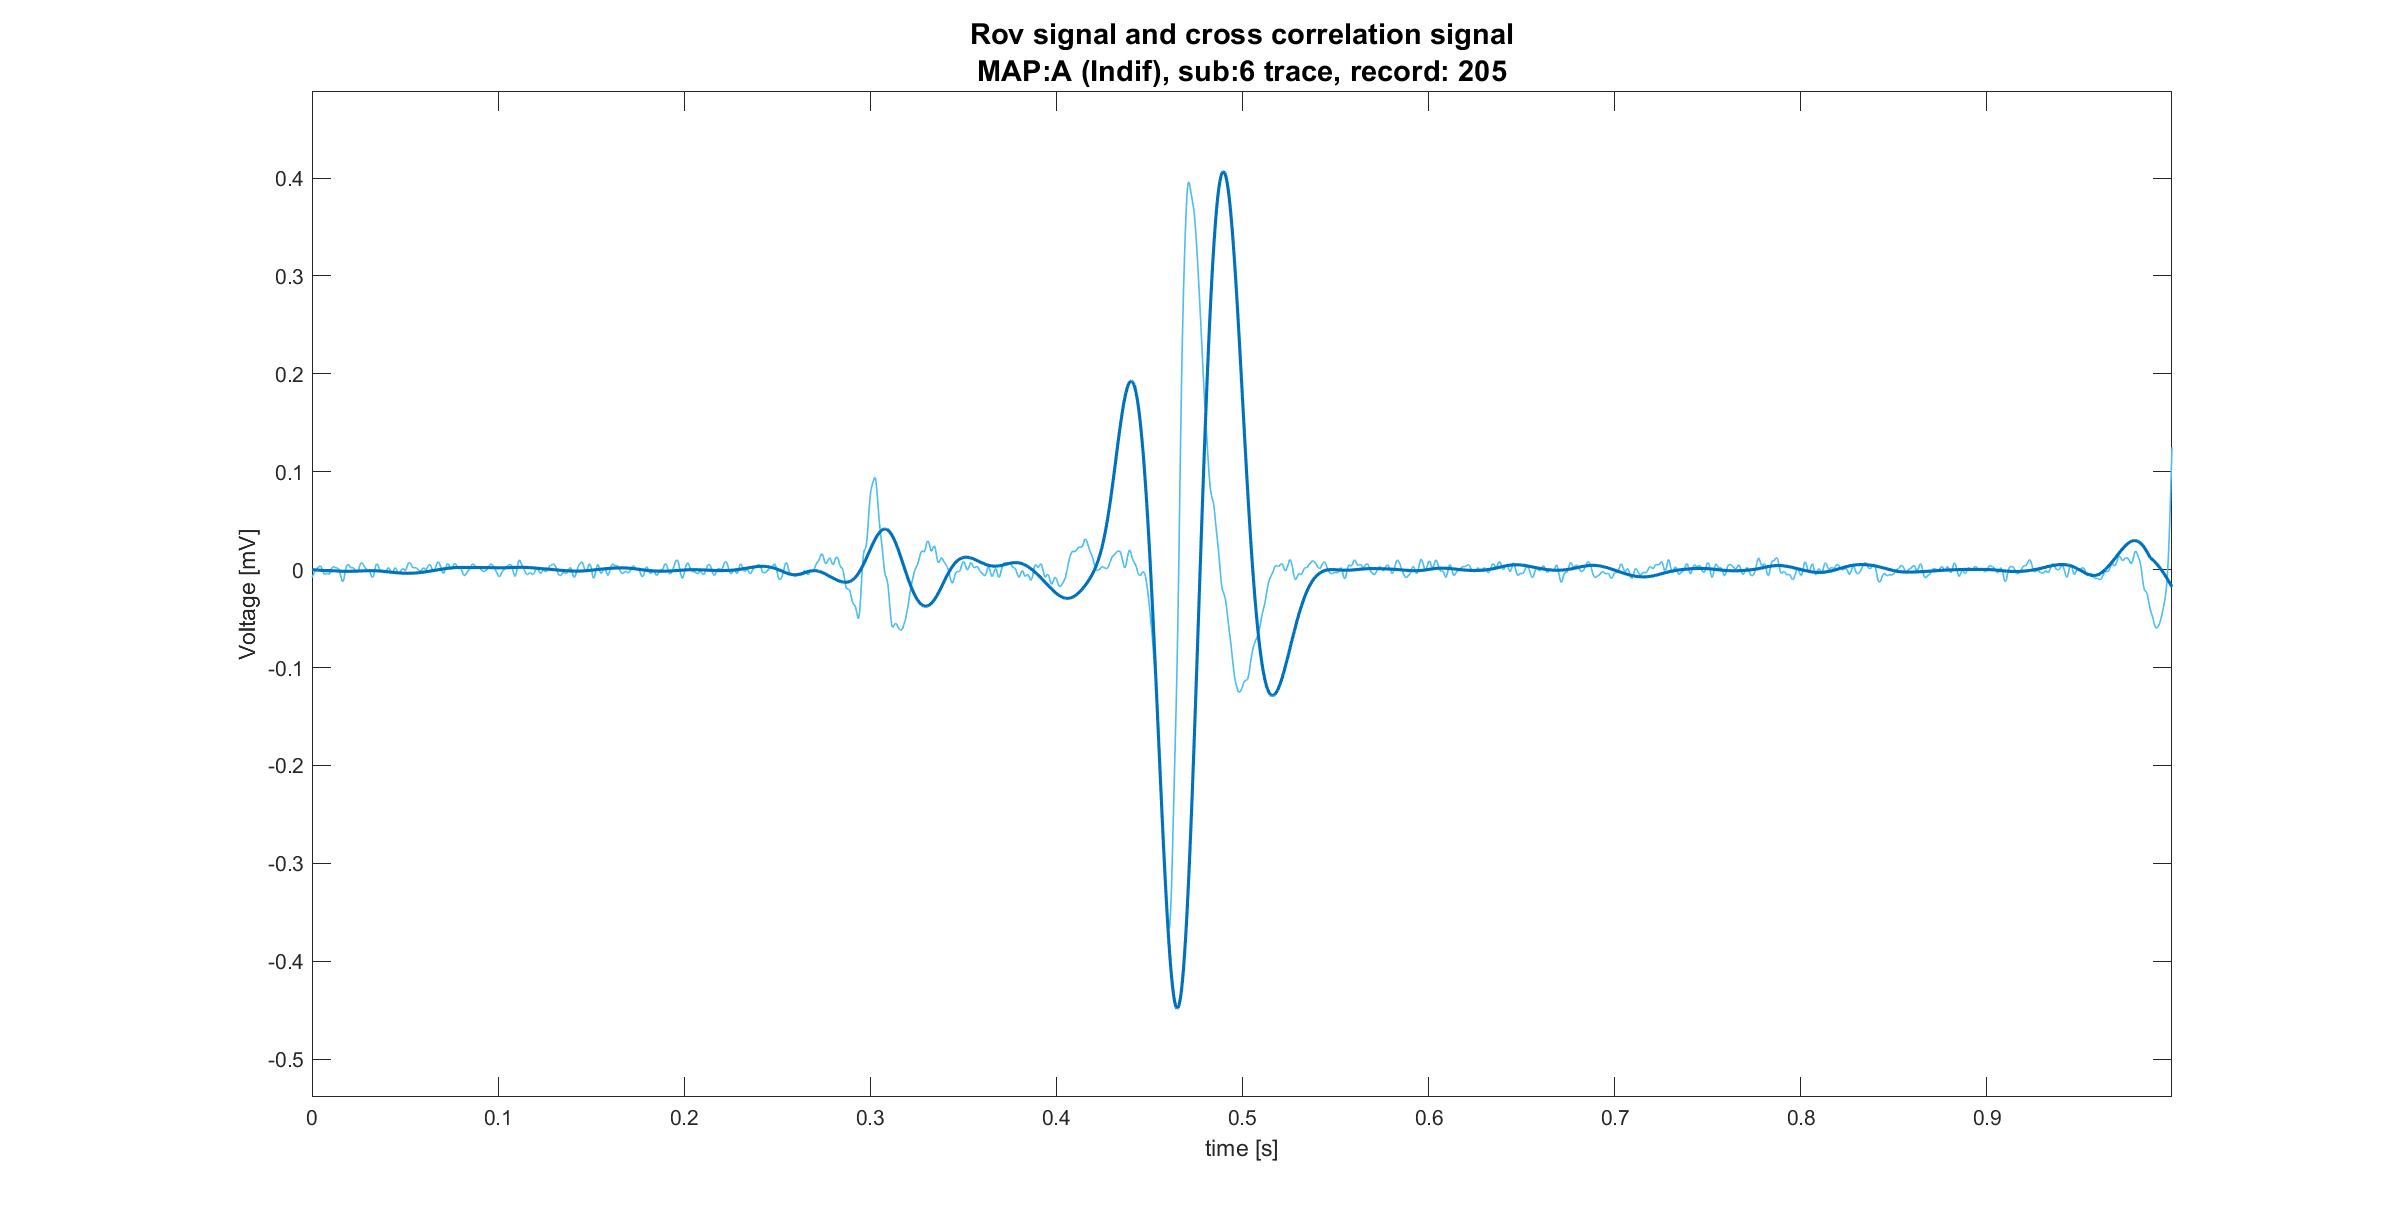 Rov signal and cross correlation signal
MAP:A (Indif), sub:6 trace, record: 205
0.4
0.3
0.2
0.1
0
-0.1
-0.2
-0.3
-0.4
-0.5
Voltage [mV]
0 0.1 0.2 0.3 0.4 0.5 0.6 0.7 0.8 0.9
time [s]